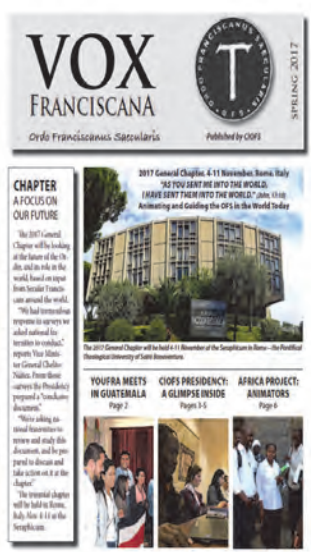 VOX
FRANCISCANA
Ordo Franciscanus Saecularis
ORDO FRANCISCANUS SAECULARIS
OFS
T
Published by CIOFS
SPRING 2017
CHAPTER
A FOCUS ON
OUR FUTURE
The 2017 General
Chapter will be looking
at the future of the Or-
der, and its role in the
world, based on input
from Secular Francis-
cans around the world.
"We had tremendous
response to surveys we
asked national fra-
ternities to conduct,"
reports Vice Minis-
ter General Chelito
Núñez. From those
surveys the Presidency
prepared a "conclusive
document."
"We're asking na-
tional fraternities to
review and study this
document, and be pre-
pared to discuss and
take action on it at the
chapter."
The triennial chapter
will be held in Rome,
Italy, Nov. 4-11 at the
Seraphicum.
2017 General Chapter, 4-11 November, Rome, Italy
"AS YOU SENT ME INTO THE WORLD,
I HAVE SENT THEM INTO THE WORLD." (John, 17:18)
Animating and Guiding the OFS in the World Today
The 2017 General Chapter will be held 4-11 November at the Seraphicum in Rome—the Pontifical
Theological University of Saint Bonaventure.
YOUFRA MEETS
IN GUATEMALA
Page 2
CIOFS PRESIDENCY:
A GLIMPSE INSIDE
Pages 3-5
AFRICA PROJECT:
ANIMATORS
Page 6